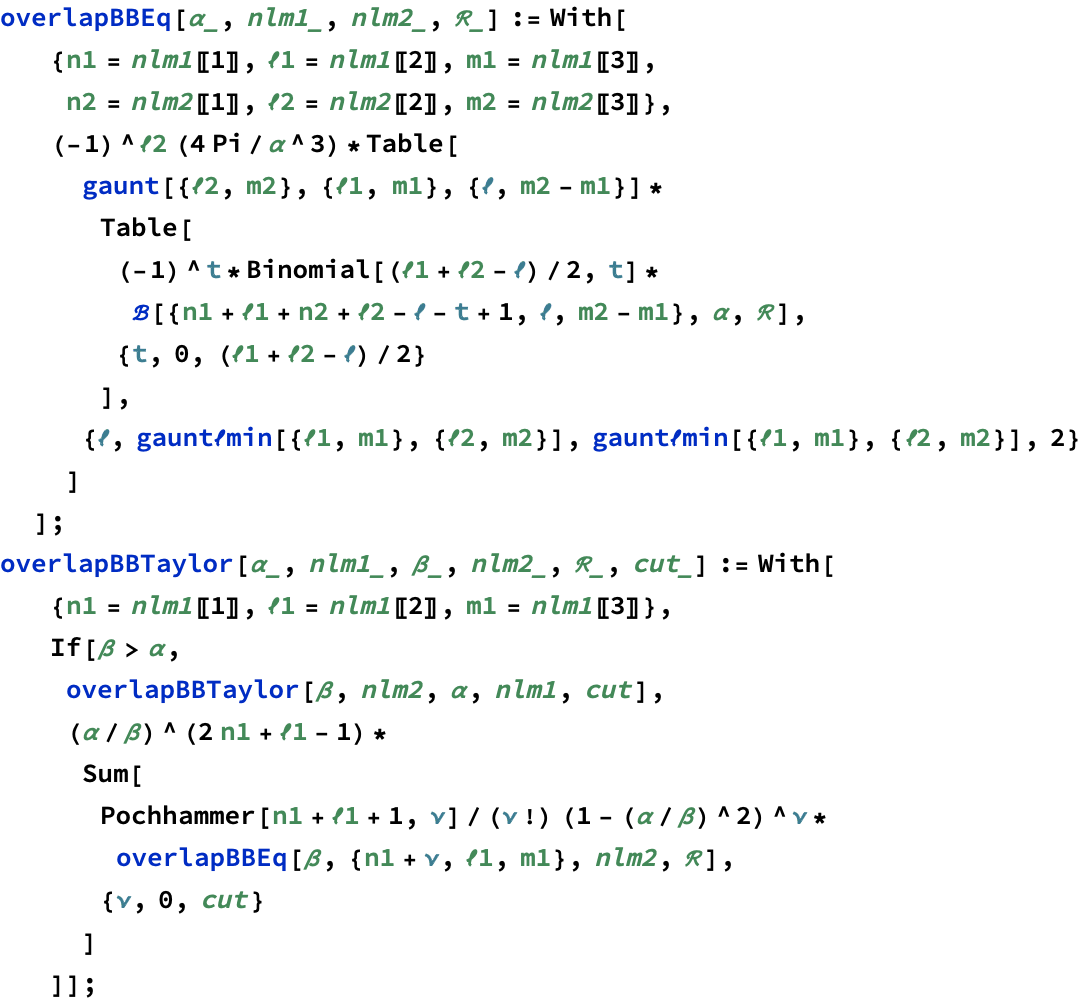 overlapBBEq[α_, nlm1_, nlm2_, ℛ_] := With[
{n1 = nlm1〚1〛, ℓ1 = nlm1〚2〛, m1 = nlm1〚3〛,
n2 = nlm2〚1〛, ℓ2 = nlm2〚2〛, m2 = nlm2〚3〛},
(-1)^ℓ2 (4 Pi / α^3) * Table[
gaunt[{ℓ2, m2}, {ℓ1, m1}, {ℓ, m2 - m1}] *
Table[
(-1)^t * Binomial[(ℓ1 + ℓ2 - ℓ) / 2, t] *
ℬ[{n1 + ℓ1 + n2 + ℓ2 - ℓ - t + 1, ℓ, m2 - m1}, α, ℛ],
{t, 0, (ℓ1 + ℓ2 - ℓ) / 2}
],
{ℓ, gauntℓmin[{ℓ1, m1}, {ℓ2, m2}], gauntℓmin[{ℓ1, m1}, {ℓ2, m2}], 2}
]
];
overlapBBTaylor[α_, nlm1_, β_, nlm2_, ℛ_, cut_] := With[
{n1 = nlm1〚1〛, ℓ1 = nlm1〚2〛, m1 = nlm1〚3〛},
If[β > α,
overlapBBTaylor[β, nlm2, α, nlm1, cut],
(α / β) ^ (2 n1 + ℓ1 - 1) *
Sum[
Pochhammer[n1 + ℓ1 + 1, ν] / (ν !) (1 - (α / β) ^ 2) ^ ν *
overlapBBEq[β, {n1 + ν, ℓ1, m1}, nlm2, ℛ],
{ν, 0, cut}
]
]];